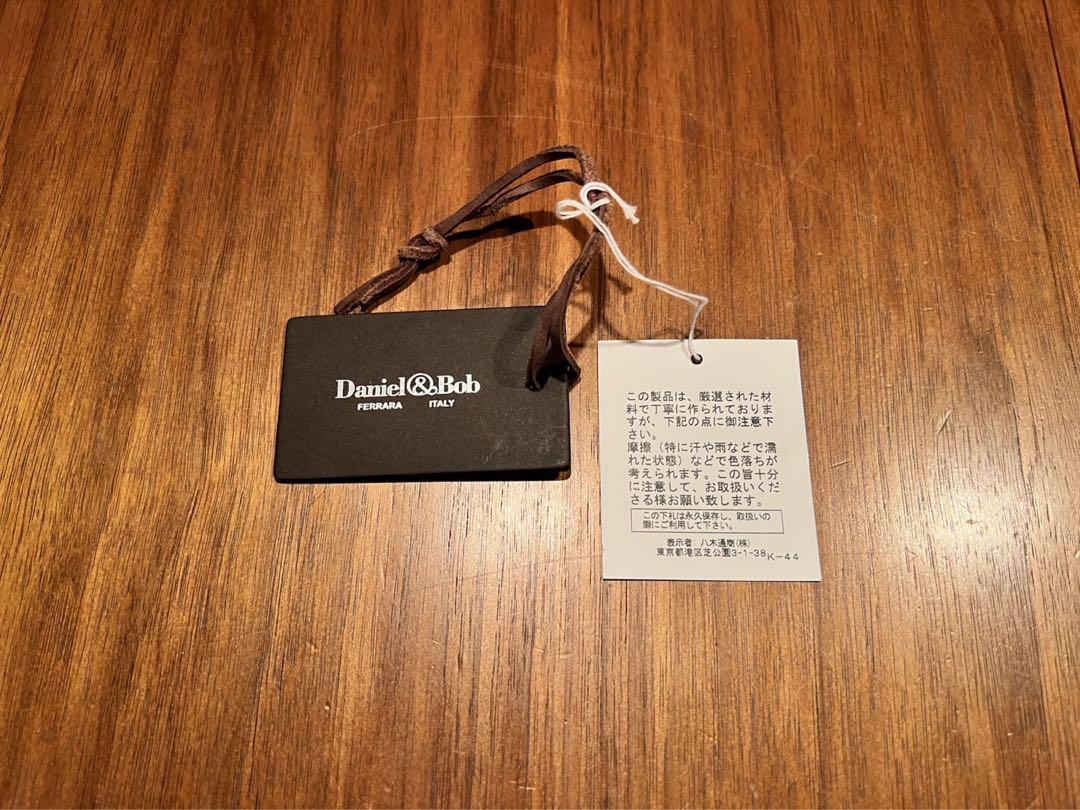 Daniel&Bob
FERRARA ITALY
この製品は、厳選された材
料で丁寧に作られておりま
すが、下記の点に御注意下
さい。
摩擦（特に汗や雨などで濡
れた状態）などで色落ちが
考えられます。この旨十分
に注意して、お取扱いくだ
さる様お願い致します。
この下札は永久保存し、取扱いの
際にご利用して下さい。
表示者：八木通商(株)
東京都港区芝公園3-1-38 K-44